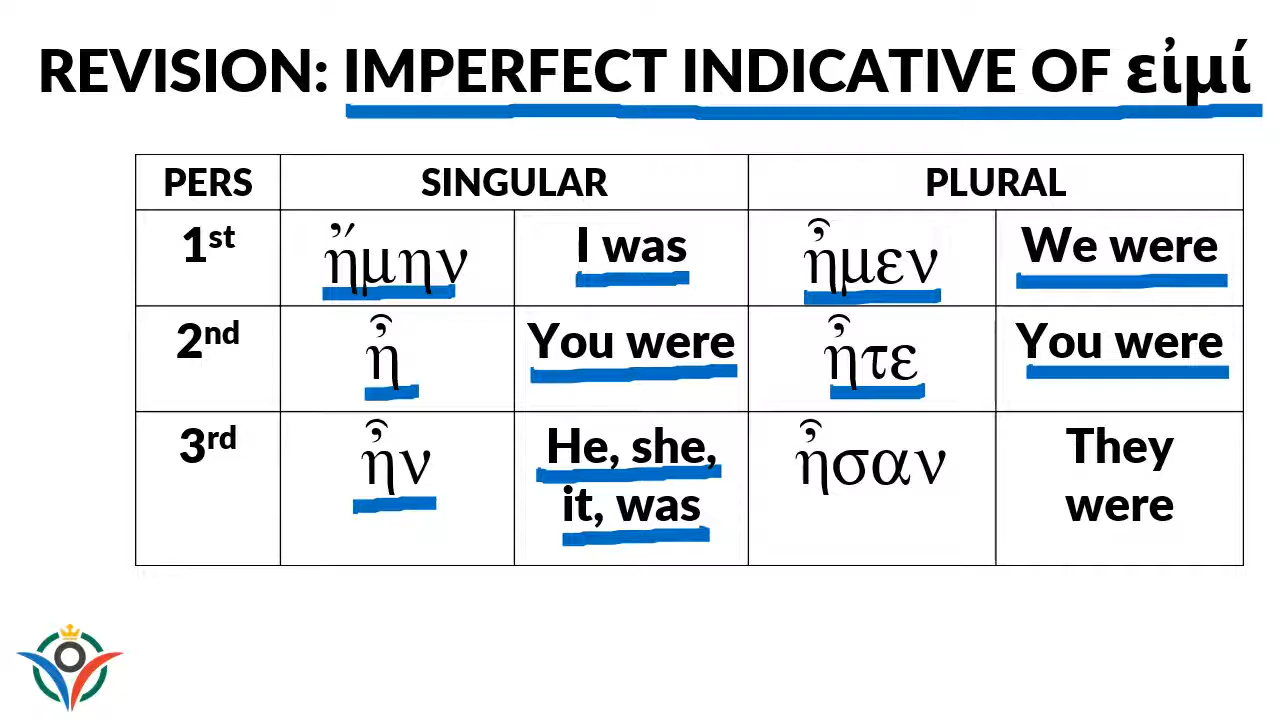 REVISION: IMPERFECT INDICATIVE OF εἰμί
PERS SINGULAR PLURAL
1st ἤμην I was ἦμεν We were
2nd ἦ You were ἦτε You were
3rd ἦν He, she, ἦσαν They
it, was were